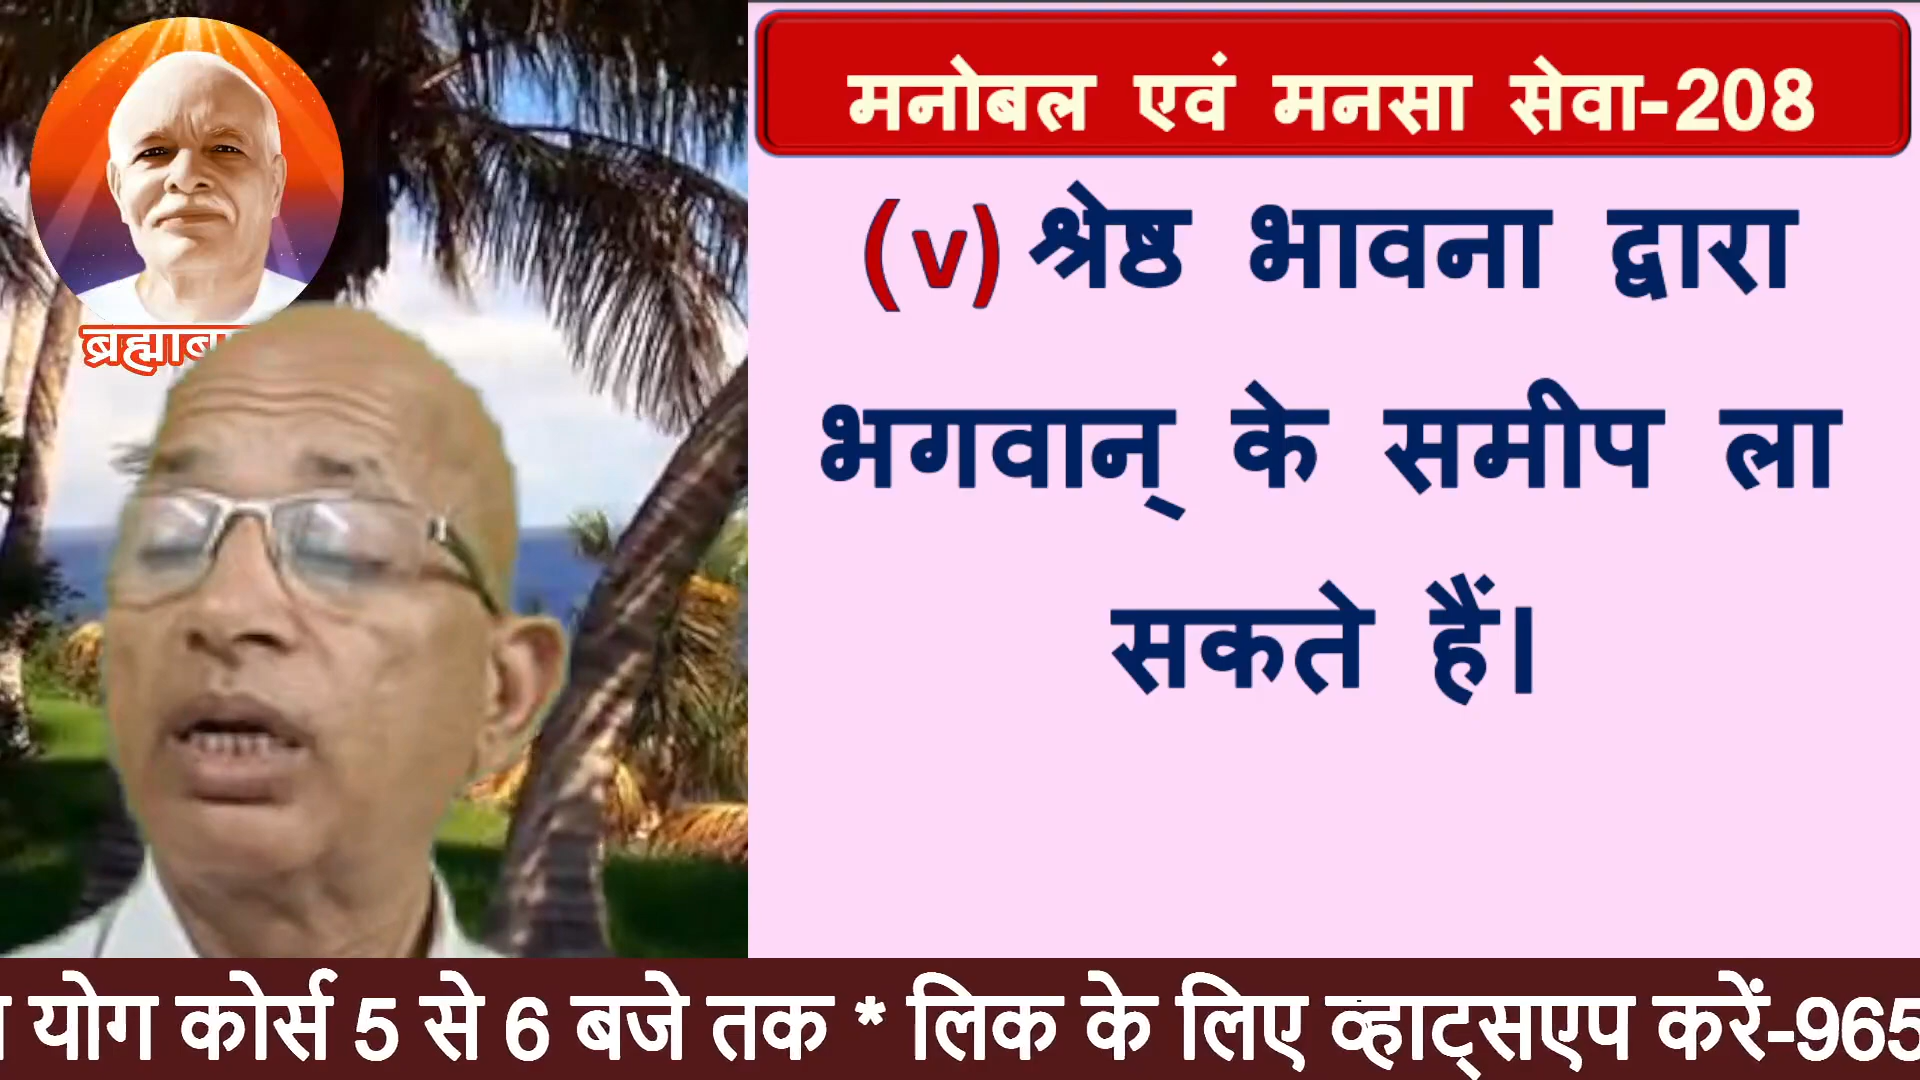 मनोबल एवं मनसा सेवा-208
(v) श्रेष्ठ भावना द्वारा
भगवान् के समीप ला
सकते हैं।
योग कोर्स 5 से 6 बजे तक * लिक के लिए व्हाट्सएप करें-965